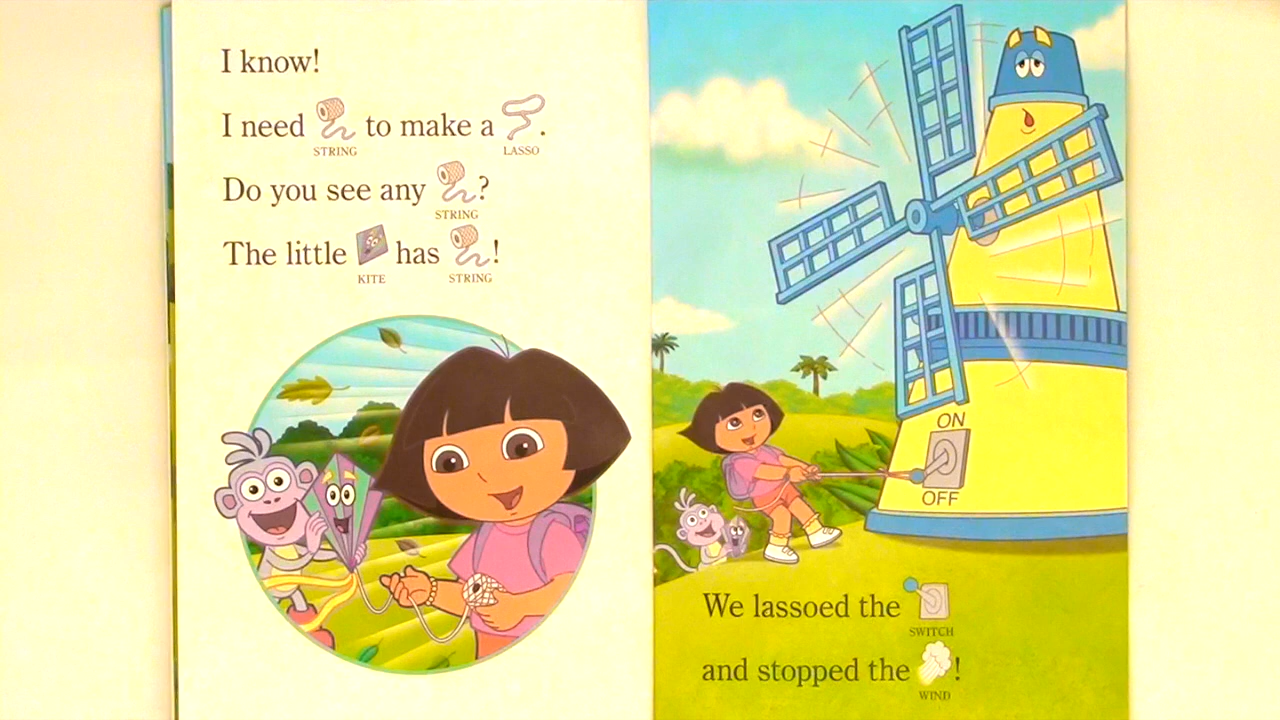 I know!
I need STRING to make a LASSO.
Do you see any STRING?
The little KITE has STRING!
ON
OFF
We lassoed the SWITCH
and stopped the WIND!